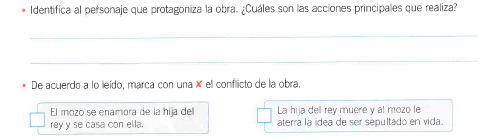 • Identifica al personaje que protagoniza la obra. ¿Cuáles son las acciones principales que realiza?
• De acuerdo a lo leído, marca con una ✗ el conflicto de la obra.
El mozo se enamora de la hija del
rey y se casa con ella.
La hija del rey muere y al mozo le
aterra la idea de ser sepultado en vida.